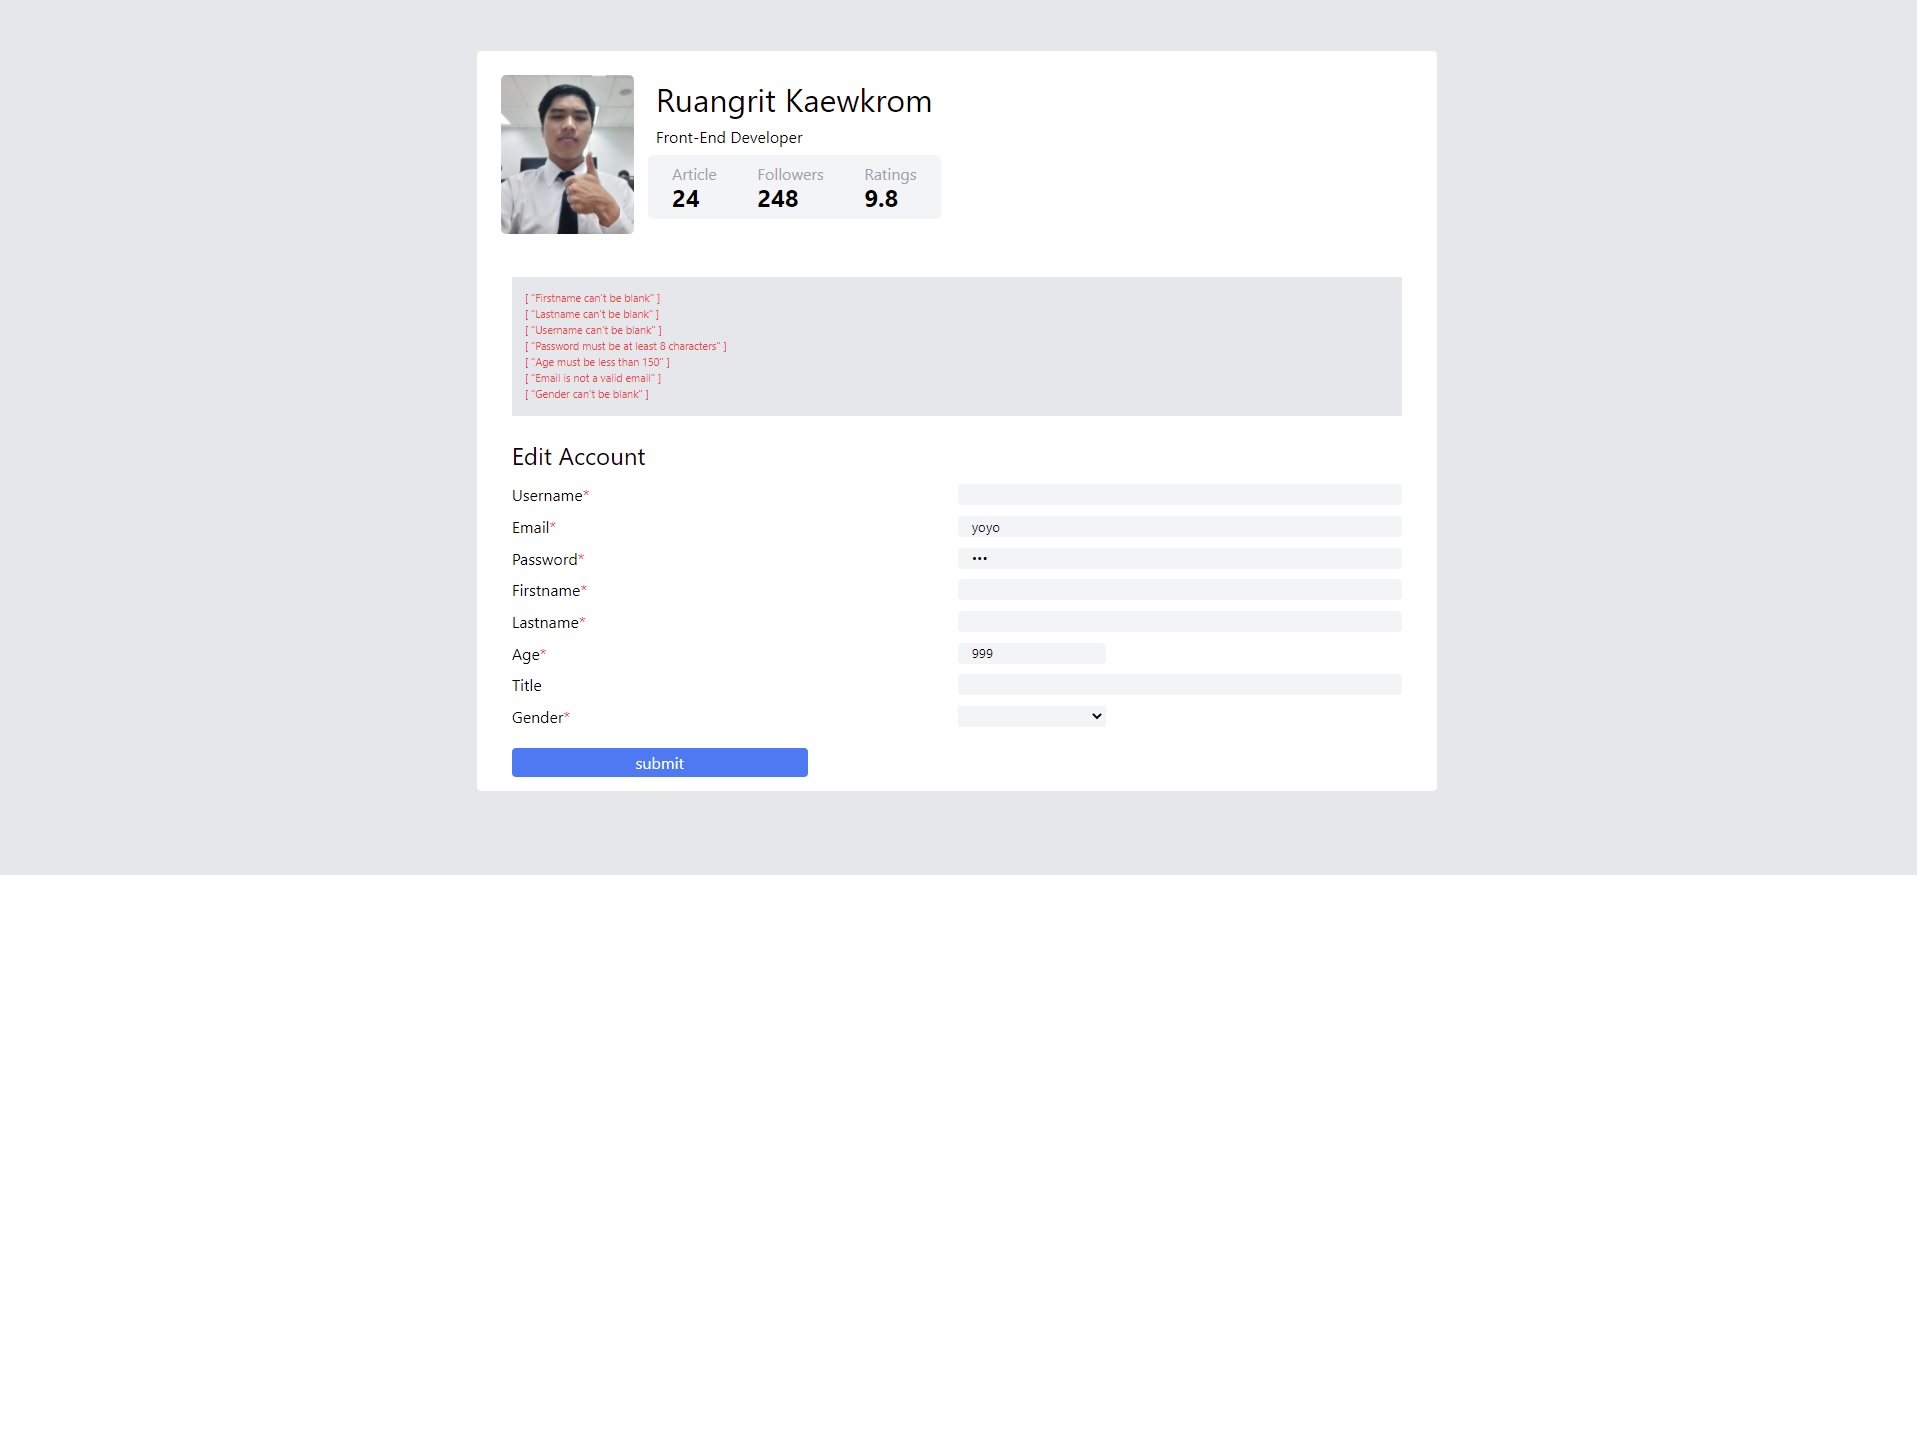 Ruangrit Kaewkrom
Front-End Developer
Article Followers Ratings
24 248 9.8
[ "Firstname can't be blank" ]
[ "Lastname can't be blank" ]
[ "Username can't be blank" ]
[ "Password must be at least 8 characters" ]
[ "Age must be less than 150" ]
[ "Email is not a valid email" ]
[ "Gender can't be blank" ]
Edit Account
Username*
Email* yoyo
Password* •••
Firstname*
Lastname*
Age* 999
Title
Gender*
submit